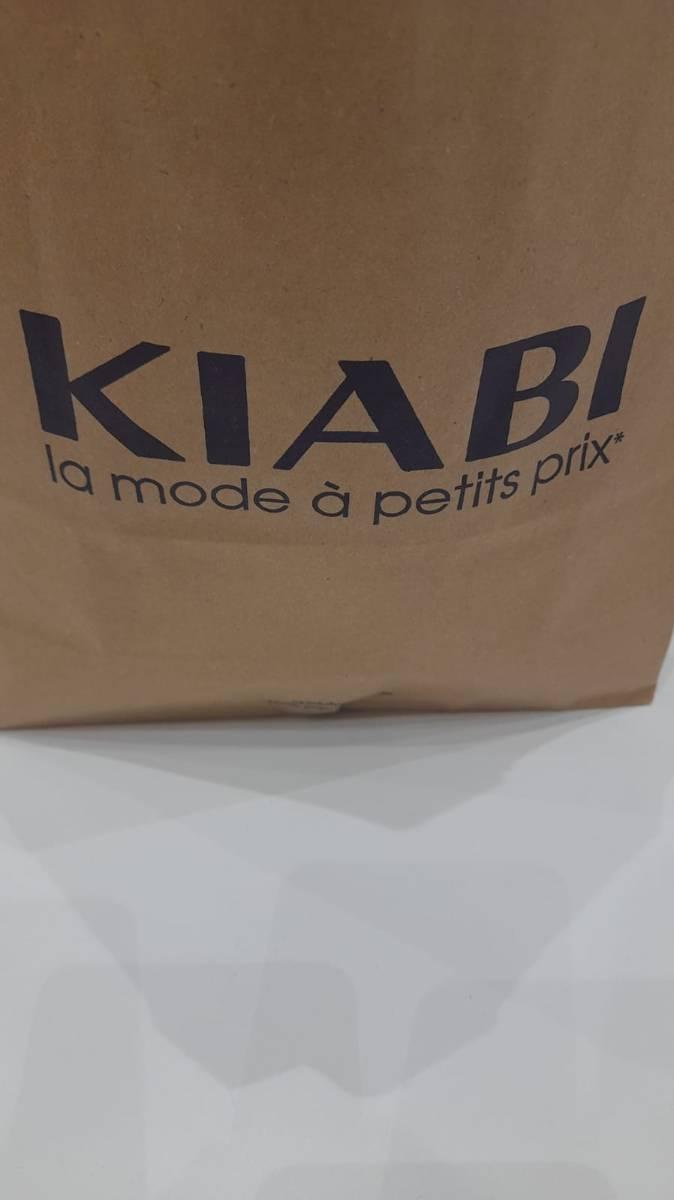 KIABI
la mode à petits prix*